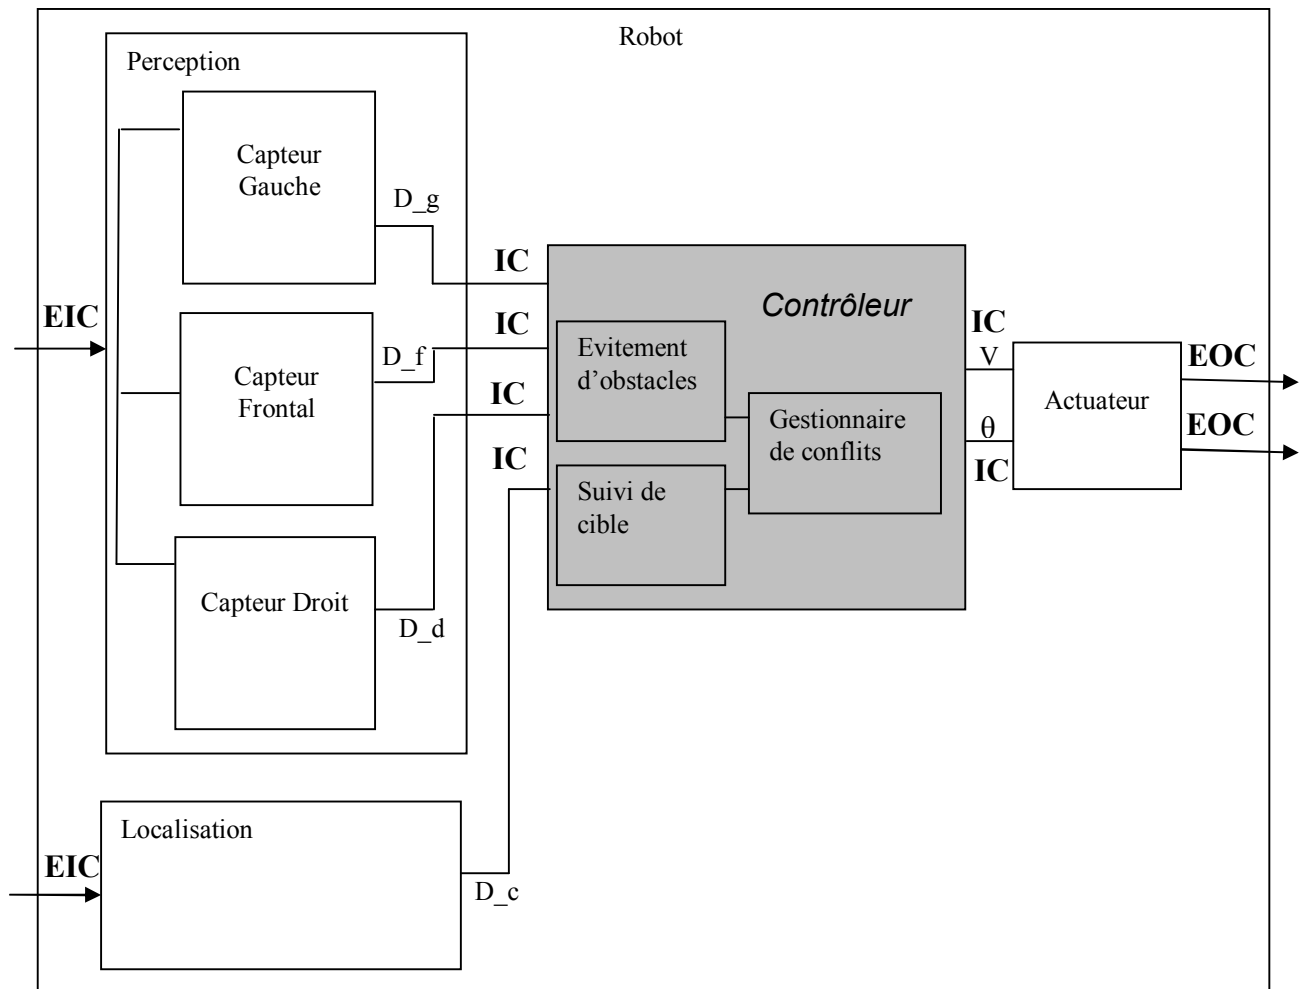 Robot
Perception
Capteur
Gauche
D_g
IC
EIC
Capteur
Frontal
D_f
IC
IC
Capteur Droit
D_d
IC
Contrôleur
Evitement
d’obstacles
Gestionnaire
de conflits
Suivi de
cible
IC
V
θ
IC
Actuateur
EOC
EOC
Localisation
EIC
D_c